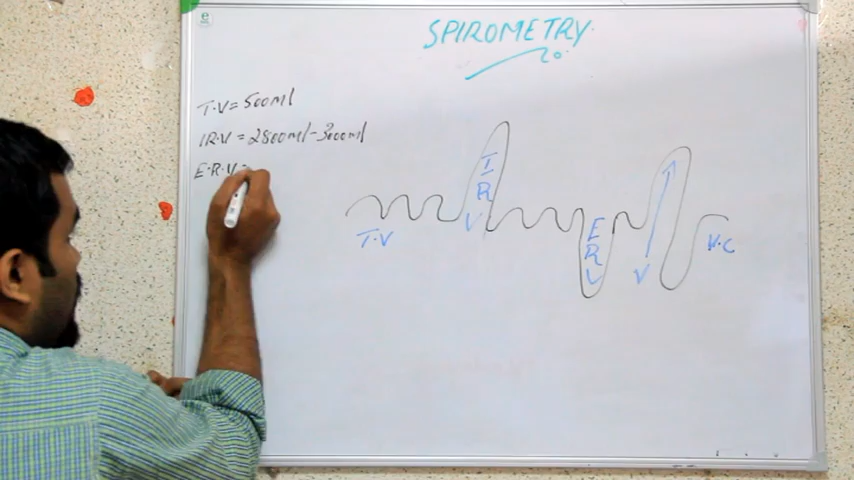 SPIROMETRY
T.V = 500ml
IR.V = 2800ml-3000ml
E.R.V =
T.V
I
R
V
E
R
V
V
V.C